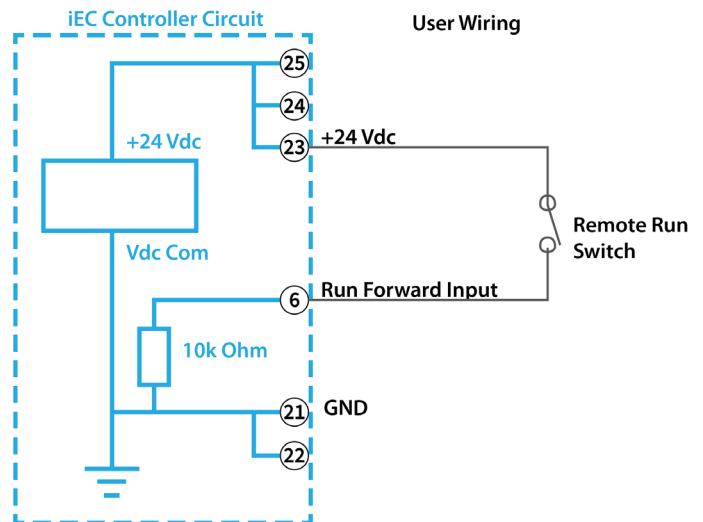 iEC Controller Circuit
User Wiring
25
24
23
+24 Vdc
+24 Vdc
Vdc Com
Remote Run
Switch
6
Run Forward Input
10k Ohm
21
GND
22